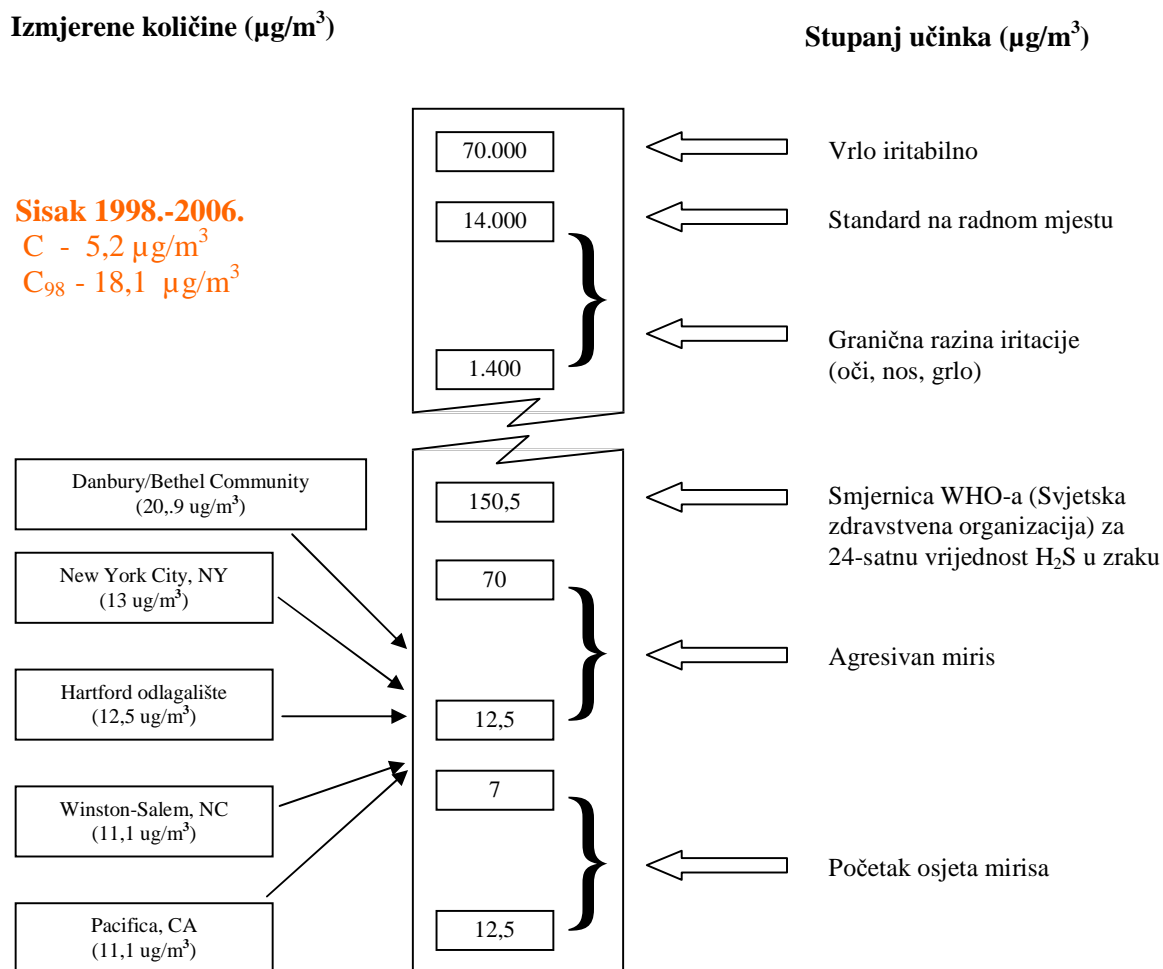 Izmjerene količine (µg/m³)
Stupanj učinka (µg/m³)
Sisak 1998.-2006.
C - 5,2 µg/m³
C₉₈ - 18,1 µg/m³
70.000
Vrlo iritabilno
14.000
Standard na radnom mjestu
}
1.400
Granična razina iritacije
(oči, nos, grlo)
Danbury/Bethel Community
(20,.9 ug/m³)
150,5
Smjernica WHO-a (Svjetska
zdravstvena organizacija) za
24-satnu vrijednost H₂S u zraku
New York City, NY
(13 ug/m³)
70
}
Agresivan miris
Hartford odlagalište
(12,5 ug/m³)
12,5
Winston-Salem, NC
(11,1 ug/m³)
7
}
Početak osjeta mirisa
Pacifica, CA
(11,1 ug/m³)
12,5